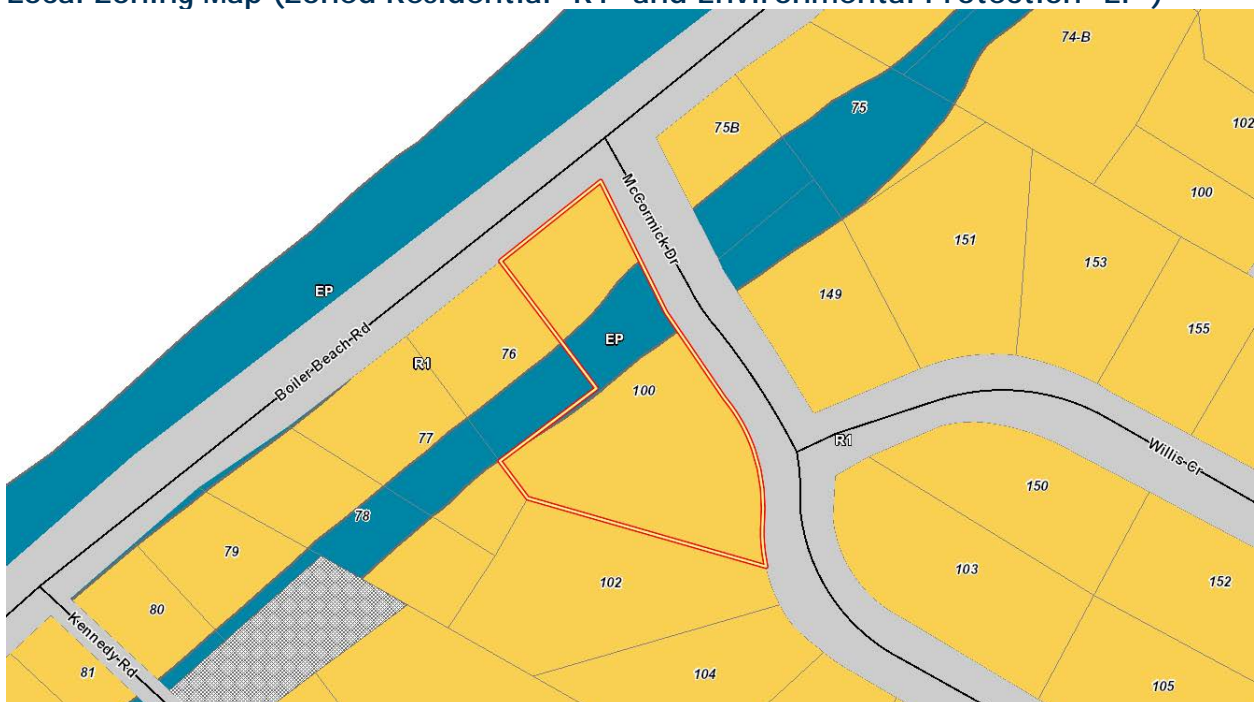 Local Zoning Map (Zoned Residential 'R1' and Environmental Protection 'EP')
74-B
75
75B
102
100
McCormick-Dr
151
153
EP
149
155
Boiler-Beach-Rd
76
EP
R1
100
77
R1
Willis-Cr
150
78
79
102
103
152
80
Kennedy-Rd
81
104
105